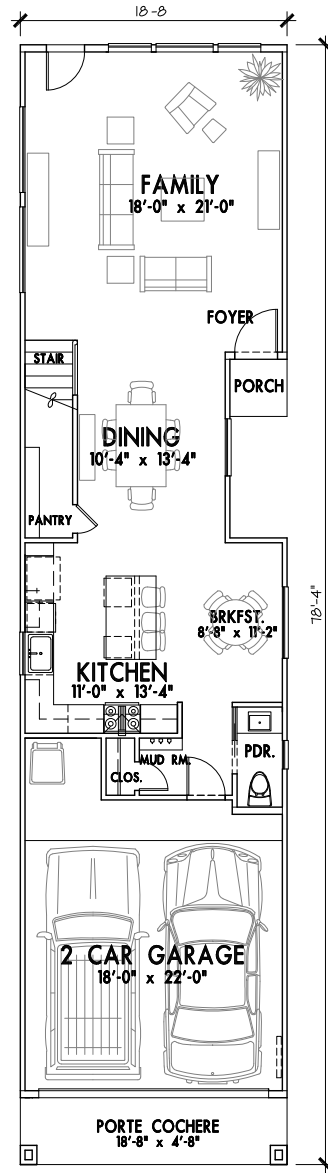 18-8
FAMILY
18'-0" x 21'-0"
FOYER
STAIR
PORCH
DINING
10'-4" x 13'-4"
PANTRY
BRKFST.
8'-8" x 11'-2"
78'-4"
KITCHEN
11'-0" x 13'-4"
MUD RM.
PDR.
CLOS.
2 CAR GARAGE
18'-0" x 22'-0"
PORTE COCHERE
18'-8" x 4'-8"